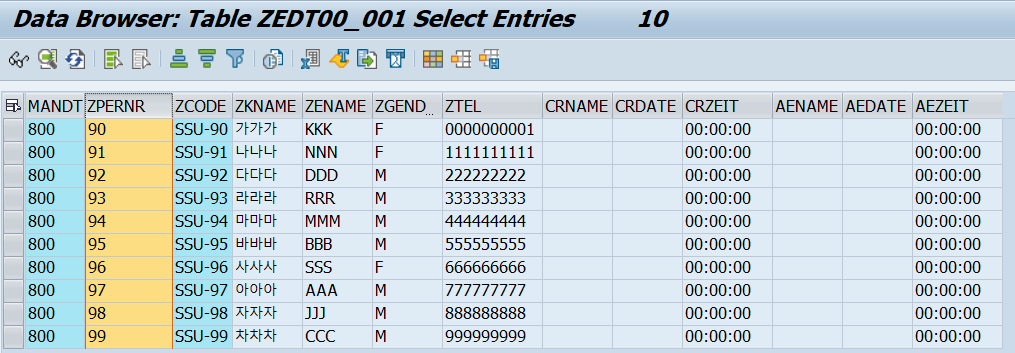 Data Browser: Table ZEDT00_001 Select Entries 10
MANDT ZPERNR ZCODE ZKNAME ZENAME ZGEND... ZTEL CRNAME CRDATE CRZEIT AENAME AEDATE AEZEIT
800 90 SSU-90 가가가 KKK F 0000000001 00:00:00 00:00:00
800 91 SSU-91 나나나 NNN F 1111111111 00:00:00 00:00:00
800 92 SSU-92 다다다 DDD M 222222222 00:00:00 00:00:00
800 93 SSU-93 라라라 RRR M 333333333 00:00:00 00:00:00
800 94 SSU-94 마마마 MMM M 444444444 00:00:00 00:00:00
800 95 SSU-95 바바바 BBB M 555555555 00:00:00 00:00:00
800 96 SSU-96 사사사 SSS F 666666666 00:00:00 00:00:00
800 97 SSU-97 아아아 AAA M 777777777 00:00:00 00:00:00
800 98 SSU-98 자자자 JJJ M 888888888 00:00:00 00:00:00
800 99 SSU-99 차차차 CCC M 999999999 00:00:00 00:00:00